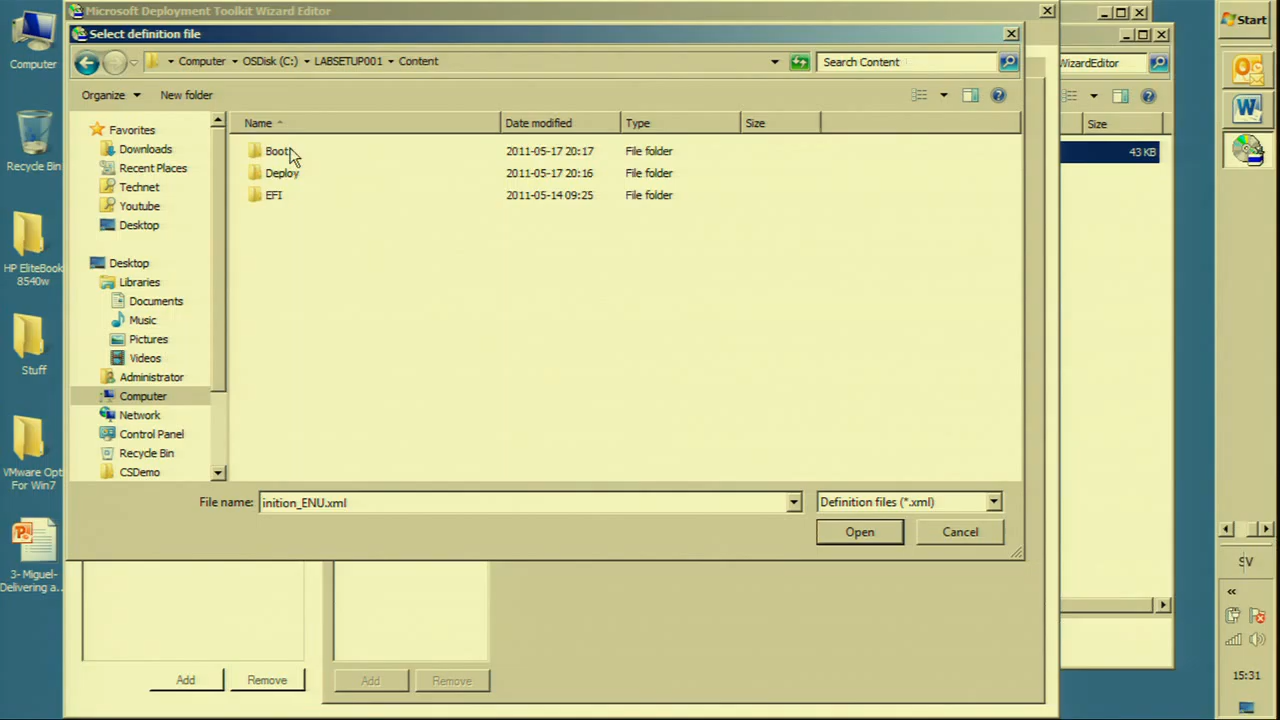 Microsoft Deployment Toolkit Wizard Editor
Select definition file
Computer
OSDisk (C:)
LABSETUP001
Content
Search Content
Organize
New folder
Name
Date modified
Type
Size
Boot
2011-05-17 20:17
File folder
Deploy
2011-05-17 20:16
File folder
EFI
2011-05-14 09:25
File folder
Favorites
Downloads
Recent Places
Technet
Youtube
Desktop
Desktop
Libraries
Documents
Music
Pictures
Videos
Administrator
Computer
Network
Control Panel
Recycle Bin
CSDemo
File name:
inition_ENU.xml
Definition files (*.xml)
Open
Cancel
Add
Remove
Add
Remove
Computer
Recycle Bin
HP EliteBook
8540w
Stuff
VMware Opt
For Win7
3- Miguel-
Delivering a...
WizardEditor
Size
43 KB
Start
SV
15:31